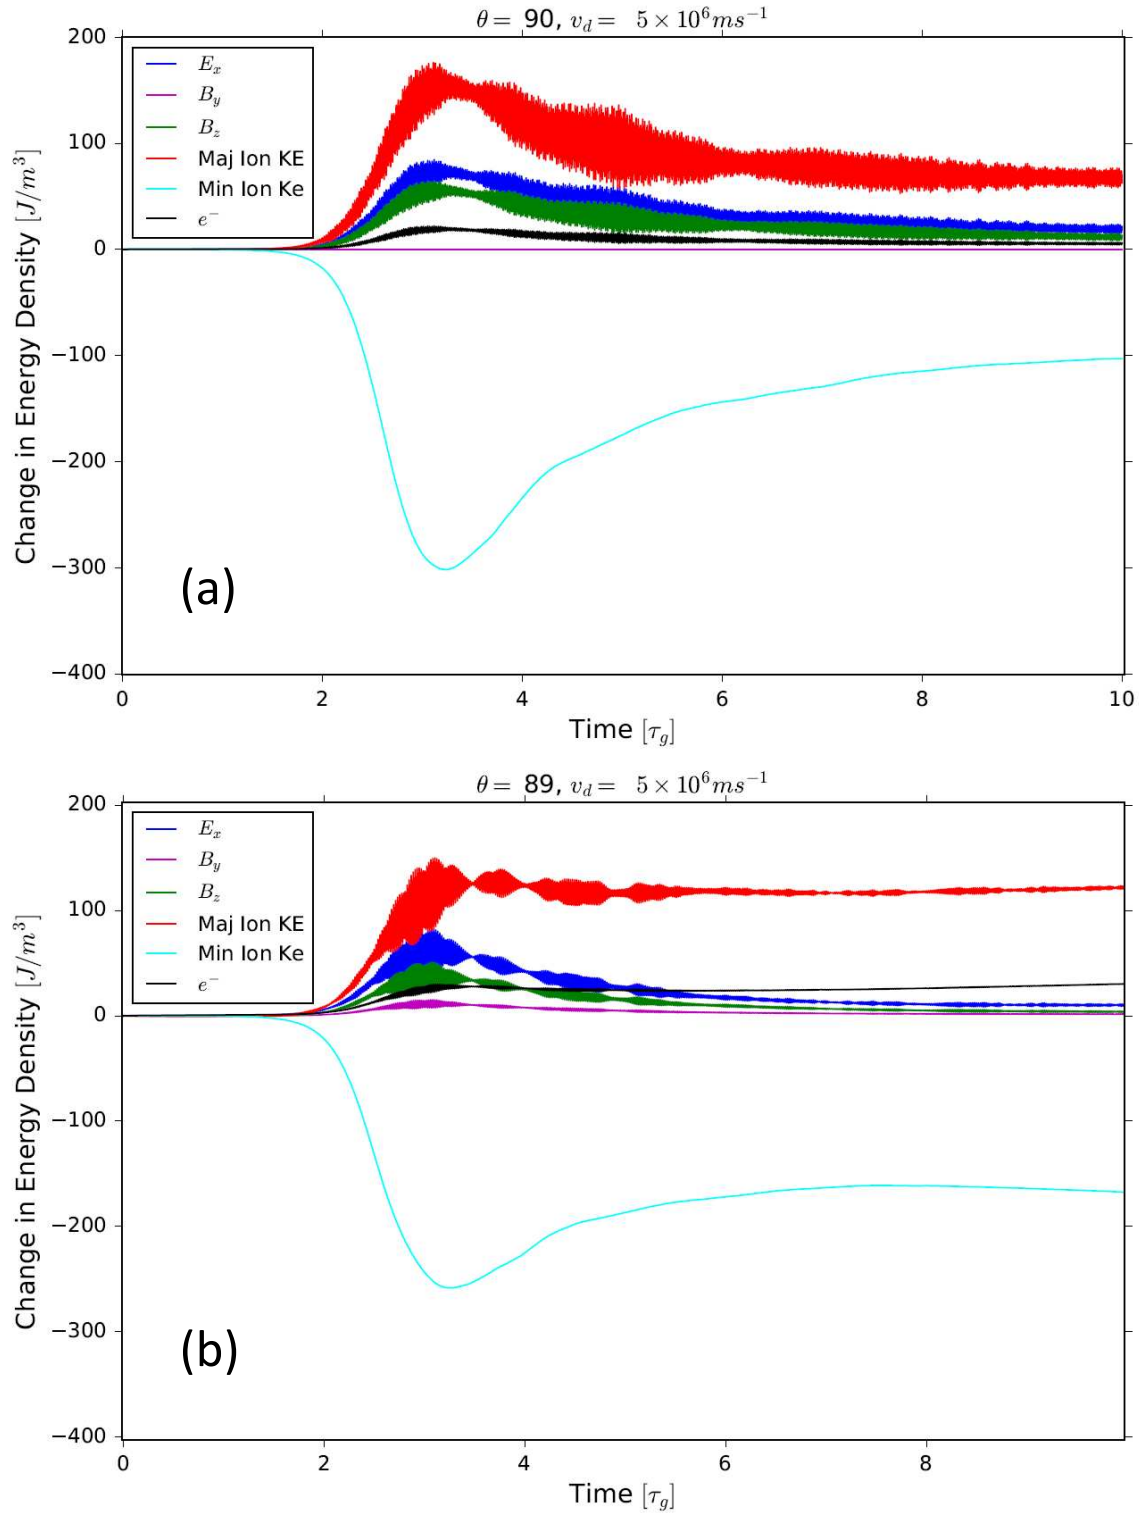 θ = 90, v_d = 5 × 10^6 ms^−1
200
100
0
−100
−200
−300
−400
Change in Energy Density [J/m^3]
E_x
B_y
B_z
Maj Ion KE
Min Ion Ke
e^−
(a)
0 2 4 6 8 10
Time [τ_g]
θ = 89, v_d = 5 × 10^6 ms^−1
200
100
0
−100
−200
−300
−400
Change in Energy Density [J/m^3]
E_x
B_y
B_z
Maj Ion KE
Min Ion Ke
e^−
(b)
0 2 4 6 8
Time [τ_g]